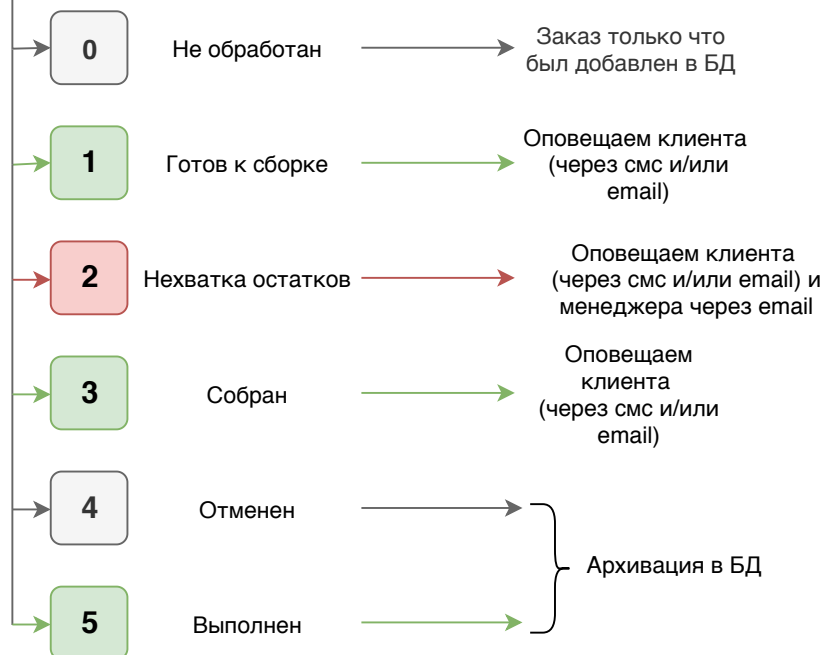 0 Не обработан Заказ только что
был добавлен в БД
1 Готов к сборке Оповещаем клиента
(через смс и/или
email)
2 Нехватка остатков Оповещаем клиента
(через смс и/или email) и
менеджера через email
3 Собран Оповещаем
клиента
(через смс и/или
email)
4 Отменен
Архивация в БД
5 Выполнен